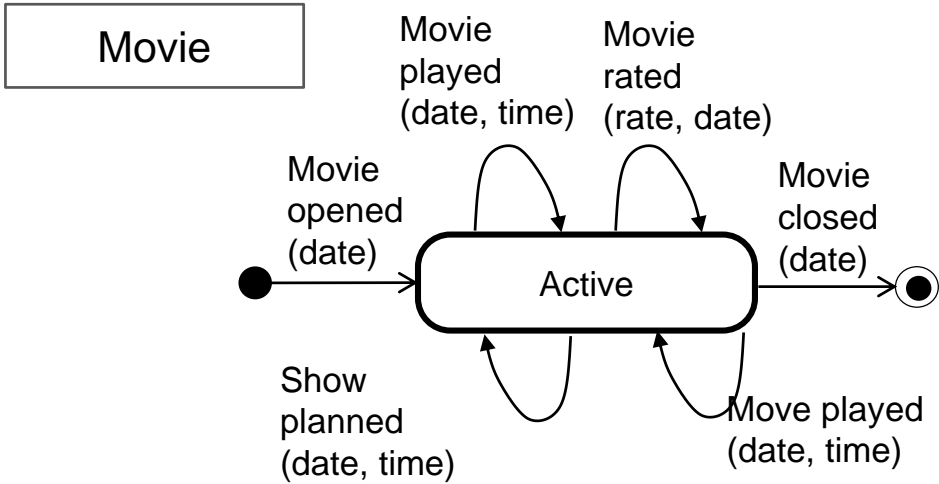 Movie
Movie
played
(date, time)
Movie
rated
(rate, date)
Movie
opened
(date)
Movie
closed
(date)
Active
Show
planned
(date, time)
Move played
(date, time)